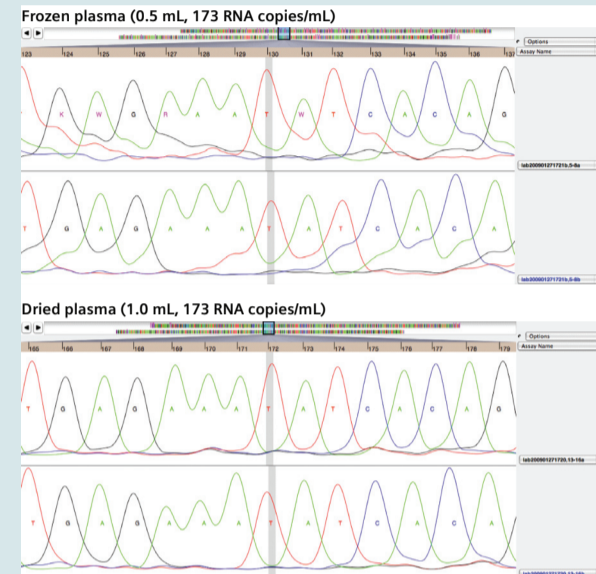 Frozen plasma (0.5 mL, 173 RNA copies/mL)
Options
Assay Name
123 124 125 126 127 128 129 130 131 132 133 134 135 136 137
K W G R A A T W T C A C A G
T G A G A A A T A T C A C A
Dried plasma (1.0 mL, 173 RNA copies/mL)
Options
Assay Name
165 166 167 168 169 170 171 172 173 174 175 176 177 178 179
T G A G A A A T A T C A C A G
T G A G A A A T A T C A C A